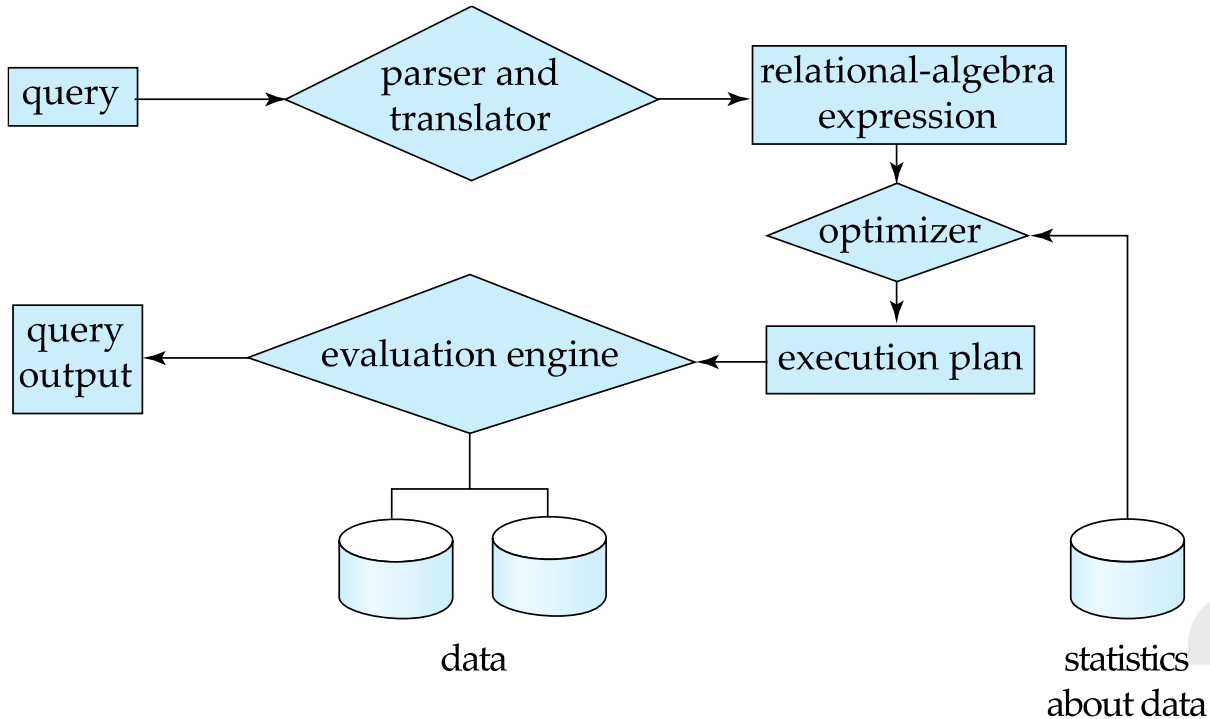 query
parser and
translator
relational-algebra
expression
optimizer
query
output
evaluation engine
execution plan
data
statistics
about data